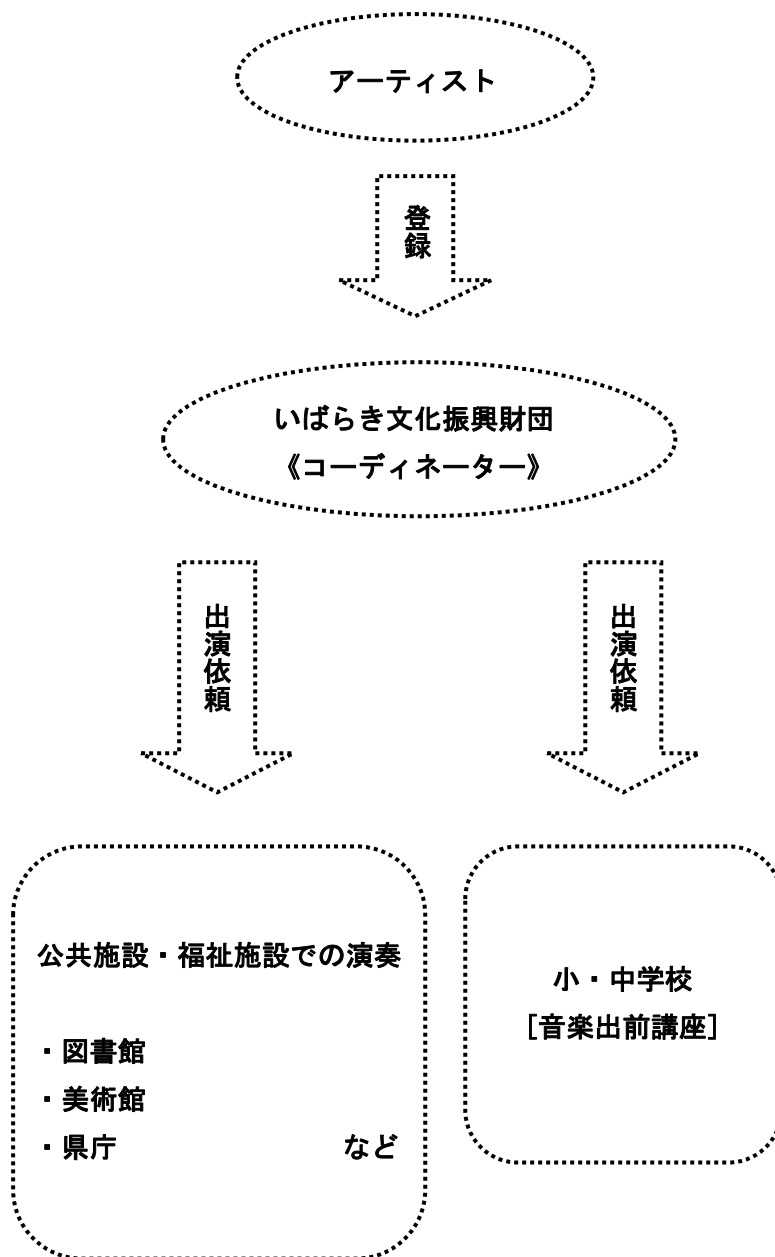 アーティスト
登録
いばらき文化振興財団
《コーディネーター》
出演依頼
出演依頼
公共施設・福祉施設での演奏
・図書館
・美術館
・県庁 など
小・中学校
[音楽出前講座]